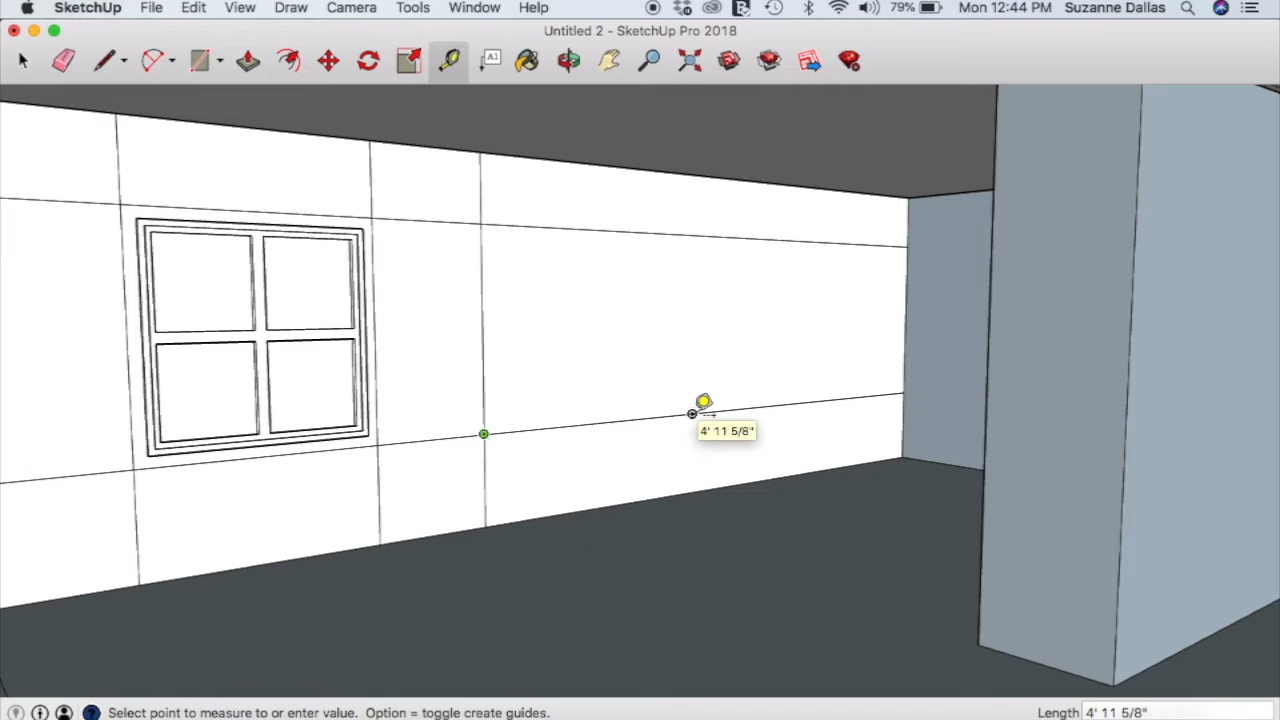 SketchUp File Edit View Draw Camera Tools Window Help 79% Mon 12:44 PM Suzanne Dallas
Untitled 2 - SketchUp Pro 2018
A1
4' 11 5/8"
Select point to measure to or enter value. Option = toggle create guides. Length 4' 11 5/8"